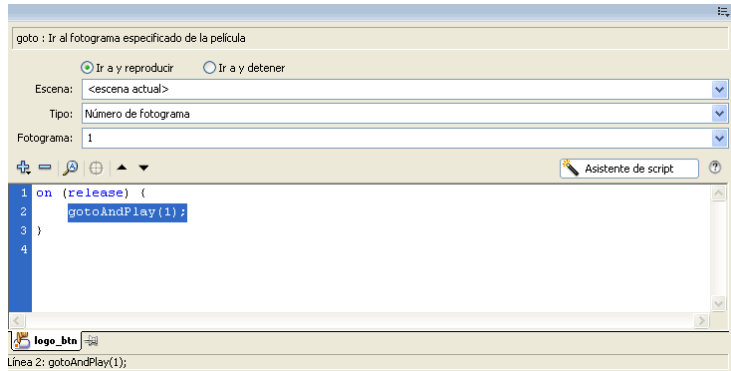 goto : Ir al fotograma especificado de la película
Ir a y reproducir Ir a y detener
Escena: <escena actual>
Tipo: Número de fotograma
Fotograma: 1
Asistente de script
1 on (release) {
2 gotoAndPlay(1);
3 }
4
logo_btn
Línea 2: gotoAndPlay(1);